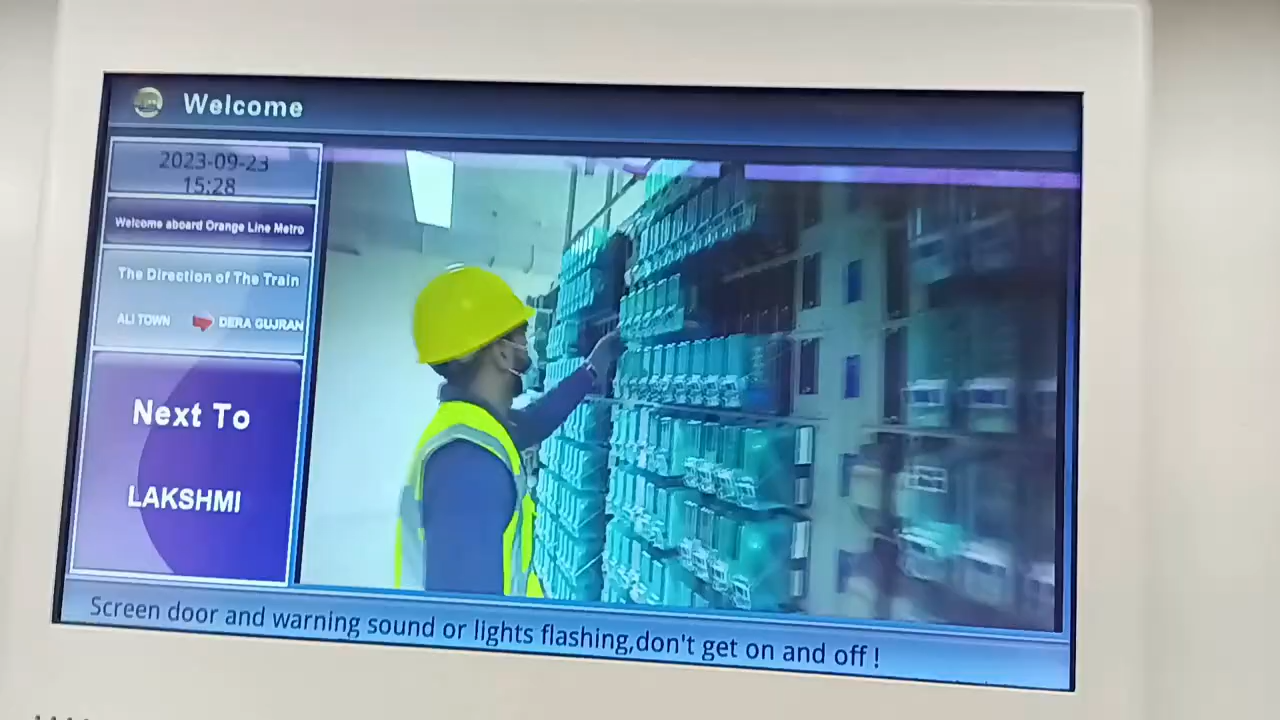 Welcome
2023-09-23
15:28
Welcome aboard Orange Line Metro
The Direction of The Train
ALI TOWN DERA GUJRAN
Next To
LAKSHMI
Screen door and warning sound or lights flashing,don't get on and off !